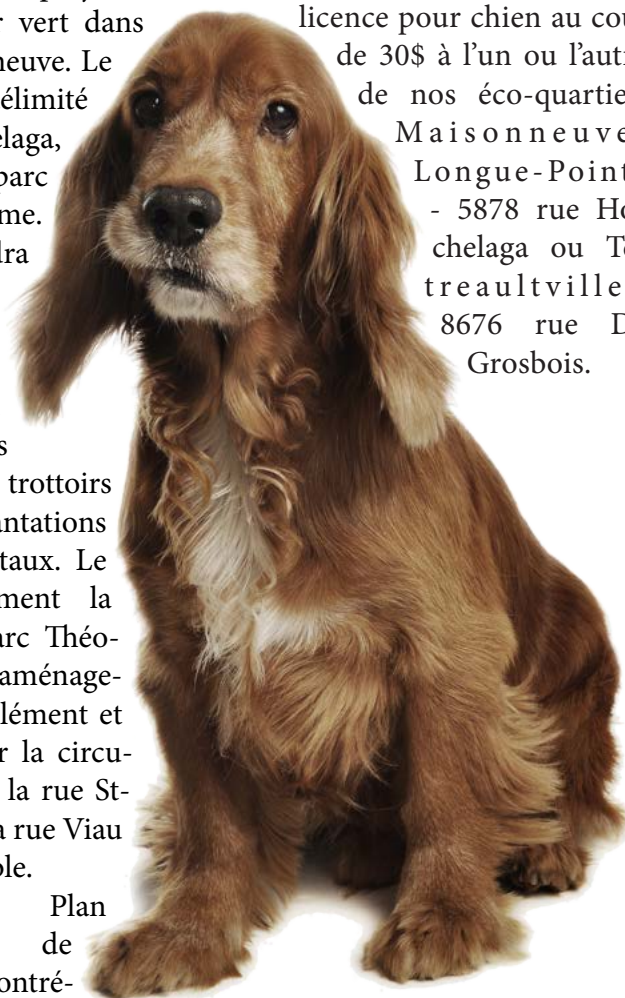 r vert dans
neuve. Le
élimité
elaga,
parc
me.
dra
s
trottoirs
antations
taux. Le
ment la
arc Théo-
aménage-
lément et
r la circu-
la rue St-
a rue Viau
ole.
Plan
de
ontré-
licence pour chien au cou
de 30$ à l’un ou l’autr
de nos éco-quartie
Maisonneuve
Longue-Point
- 5878 rue Ho
chelaga ou Té
treaultville
8676 rue D
Grosbois.